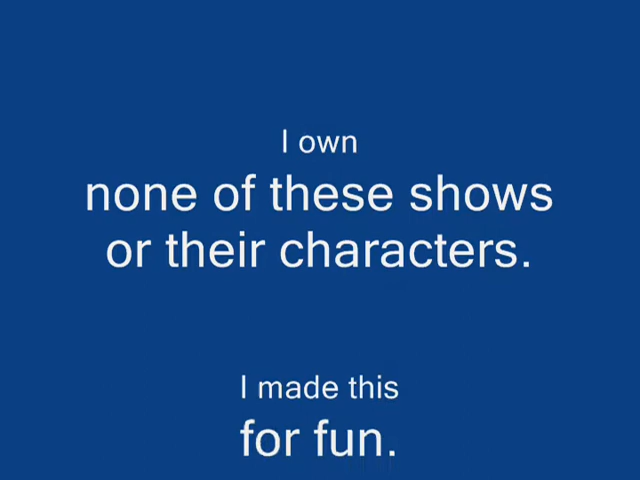 I own
none of these shows
or their characters.
I made this
for fun.